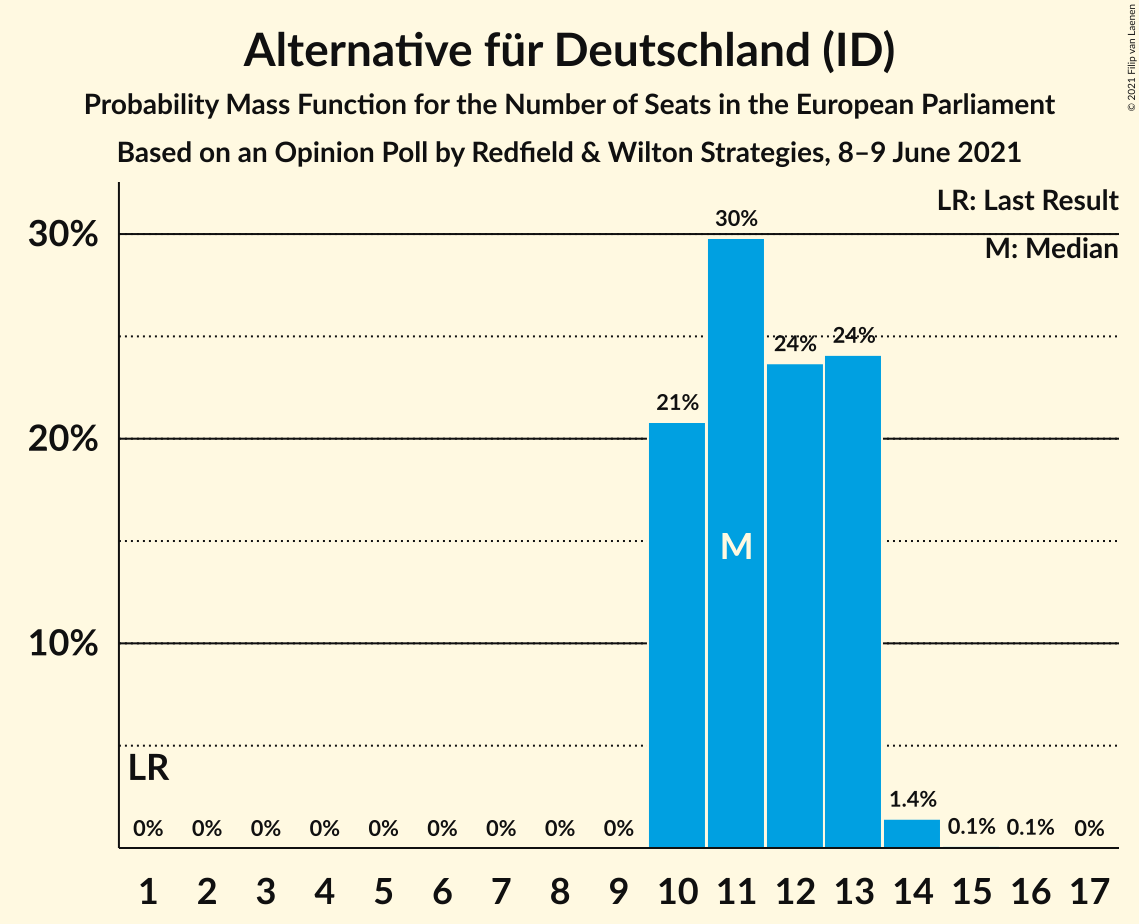 Alternative für Deutschland (ID)
Probability Mass Function for the Number of Seats in the European Parliament
Based on an Opinion Poll by Redfield & Wilton Strategies, 8–9 June 2021
© 2021 Filip van Laenen
LR: Last Result
M: Median
30%
20%
10%
30%
24%
24%
21%
M
LR
1.4%
0% 0% 0% 0% 0% 0% 0% 0% 0% 0.1% 0.1% 0%
1 2 3 4 5 6 7 8 9 10 11 12 13 14 15 16 17